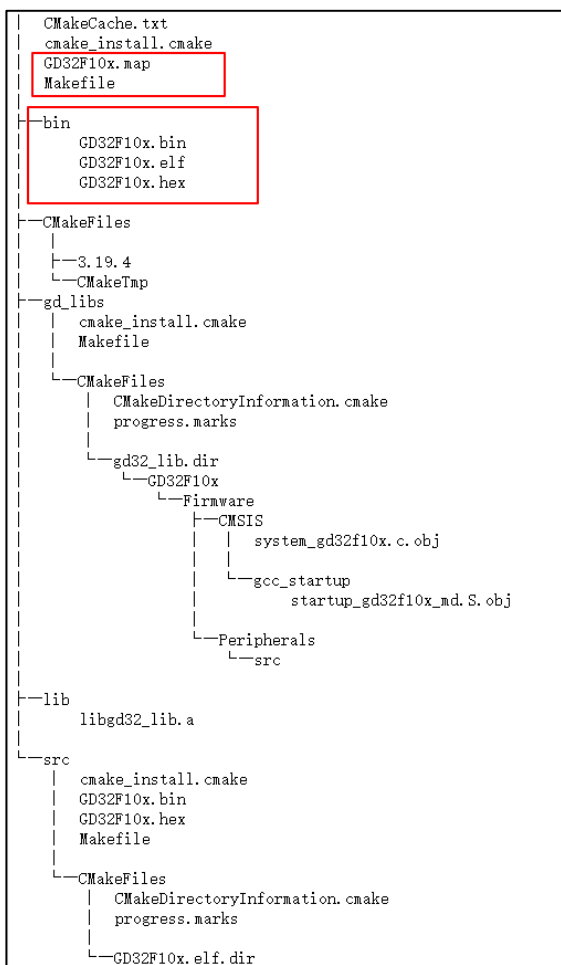 CMakeCache.txt
cmake_install.cmake
GD32F10x.map
Makefile
bin
GD32F10x.bin
GD32F10x.elf
GD32F10x.hex
CMakeFiles
3.19.4
CMakeTmp
gd_libs
cmake_install.cmake
Makefile
CMakeFiles
CMakeDirectoryInformation.cmake
progress.marks
gd32_lib.dir
GD32F10x
Firmware
CMSIS
system_gd32f10x.c.obj
gcc_startup
startup_gd32f10x_md.S.obj
Peripherals
src
lib
libgd32_lib.a
src
cmake_install.cmake
GD32F10x.bin
GD32F10x.hex
Makefile
CMakeFiles
CMakeDirectoryInformation.cmake
progress.marks
GD32F10x.elf.dir